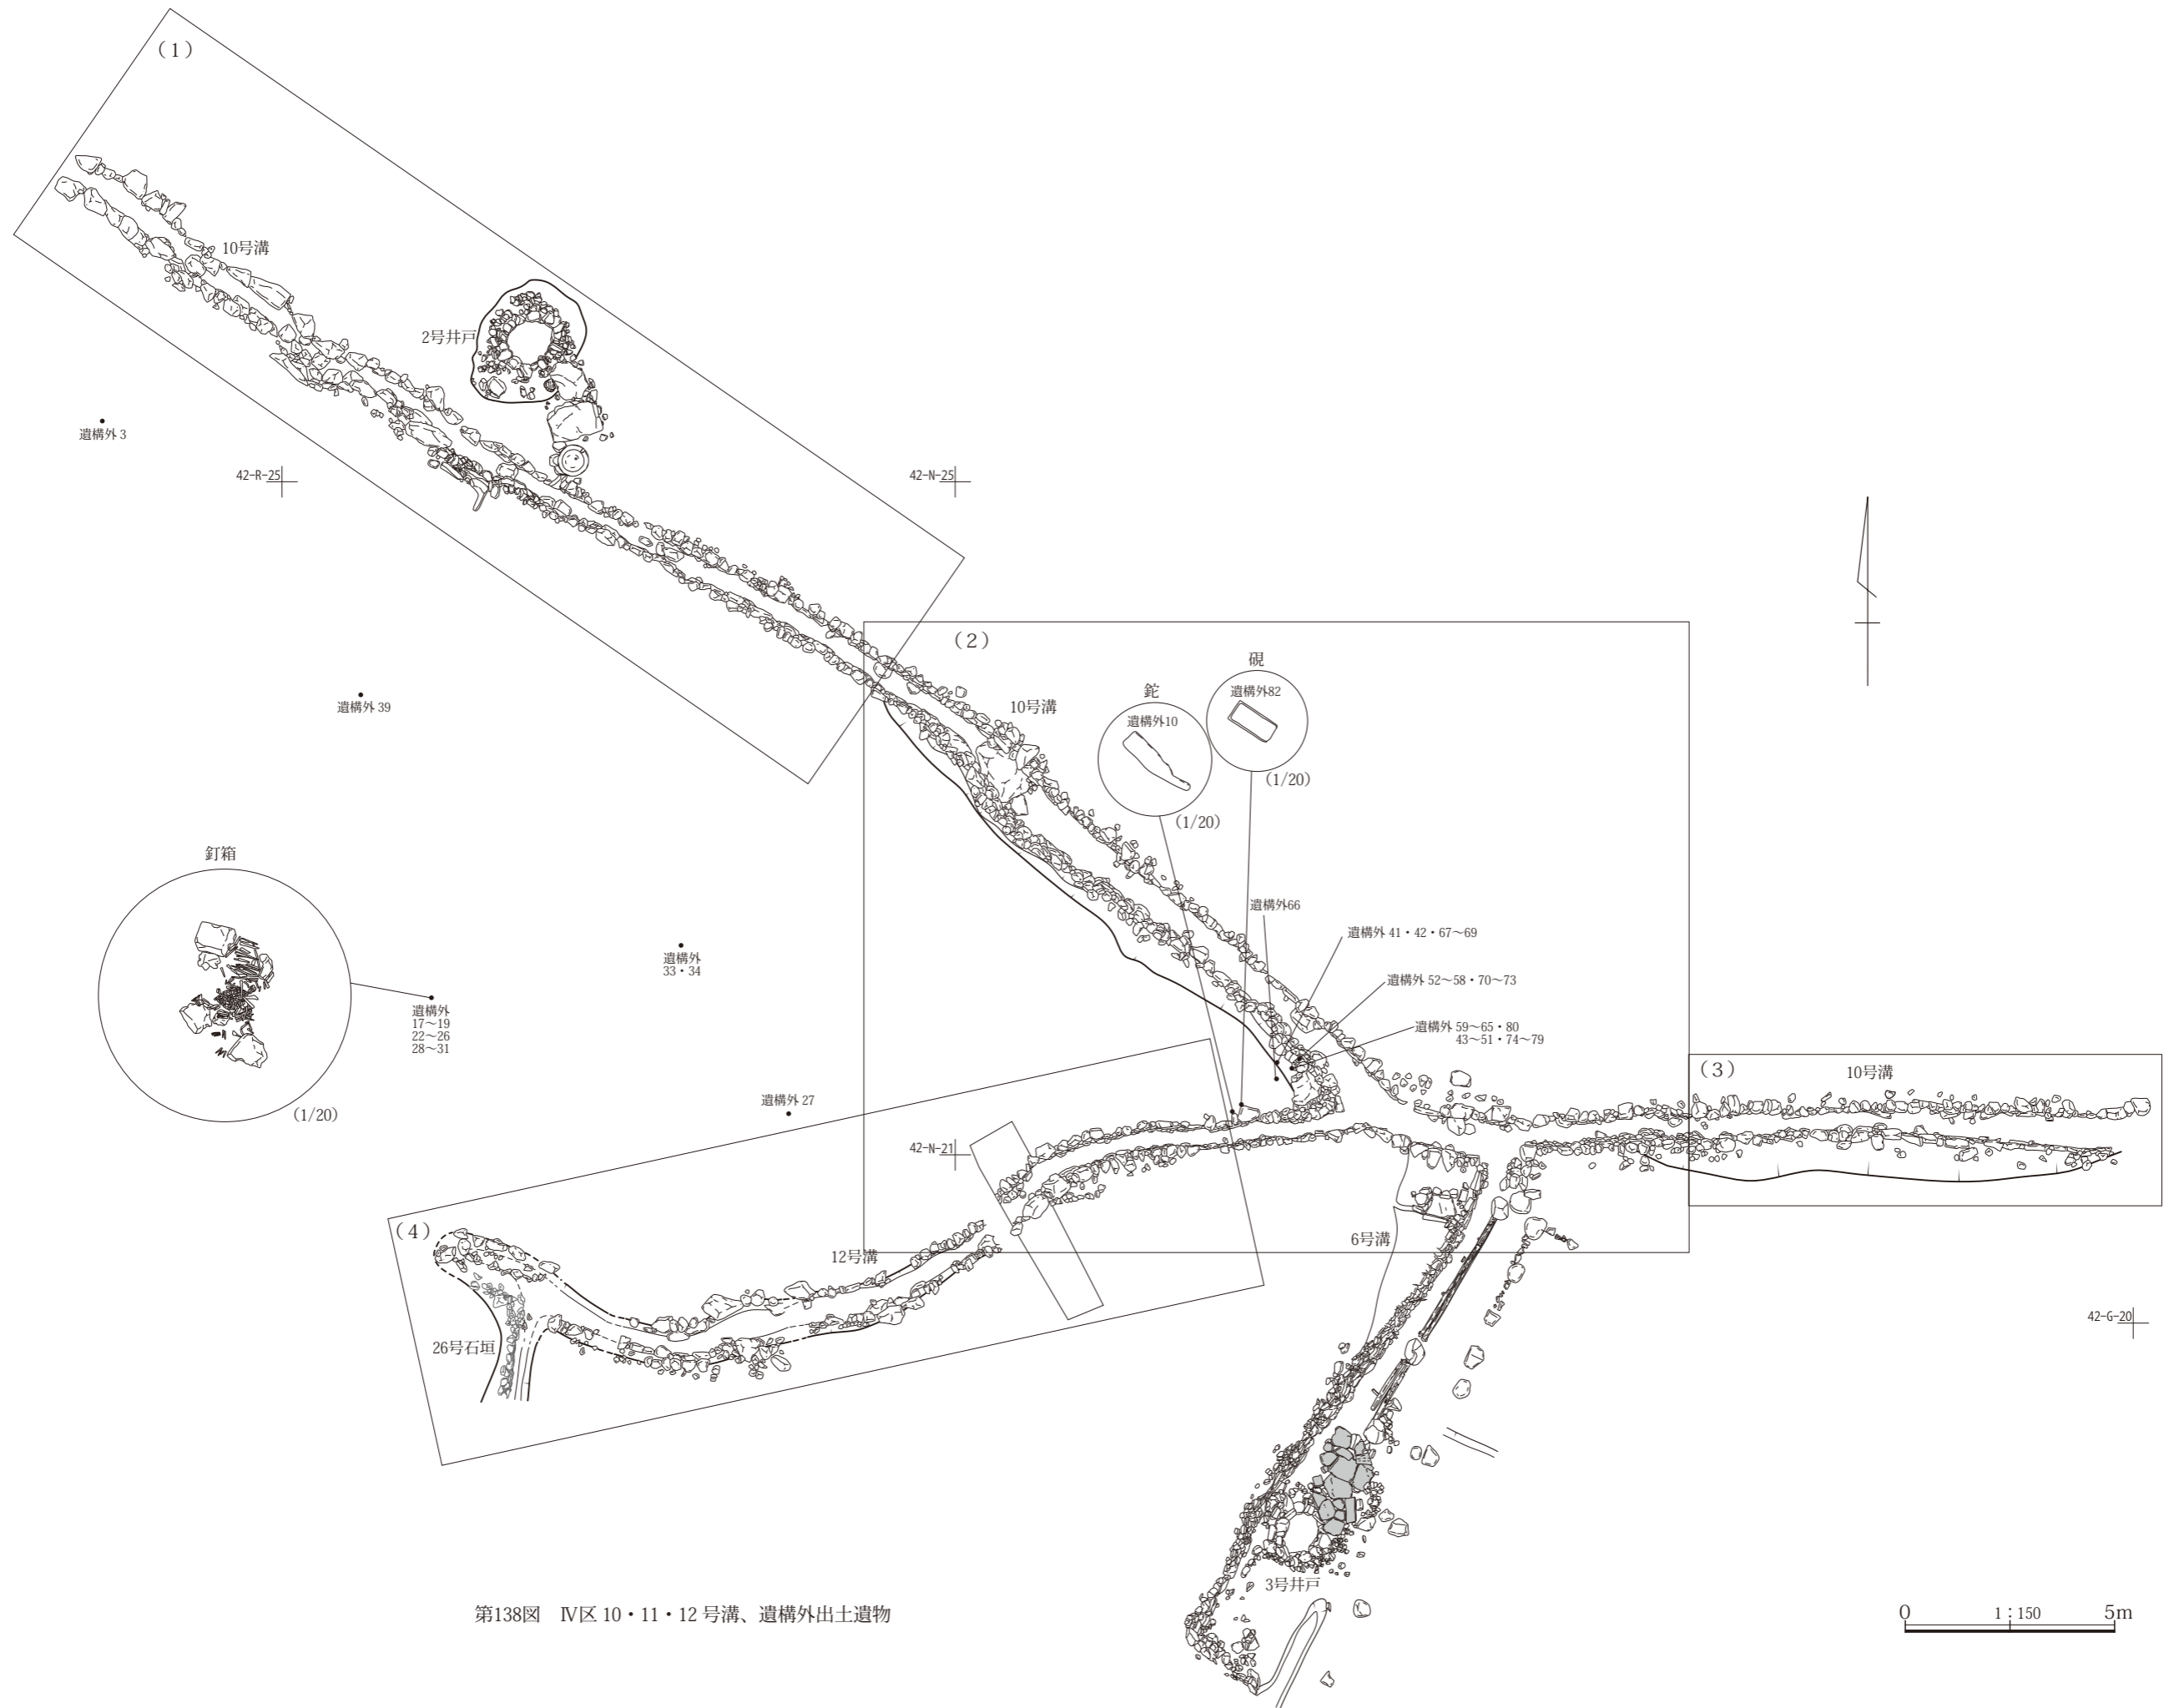 （1）
10号溝
2号井戸
遺構外 3
42-R-25
42-N-25
（2）
硯
遺構外82
（1/20）
鉈
遺構外10
（1/20）
10号溝
遺構外 39
釘箱
（1/20）
遺構外
17～19
22～26
28～31
遺構外
33・34
遺構外66
遺構外 41・42・67～69
遺構外 52～58・70～73
遺構外 59～65・80
43～51・74～79
（3）
10号溝
遺構外 27
42-N-21
（4）
12号溝
6号溝
26号石垣
42-G-20
3号井戸
第138図　Ⅳ区 10・11・12 号溝、遺構外出土遺物
0
1：150
5m